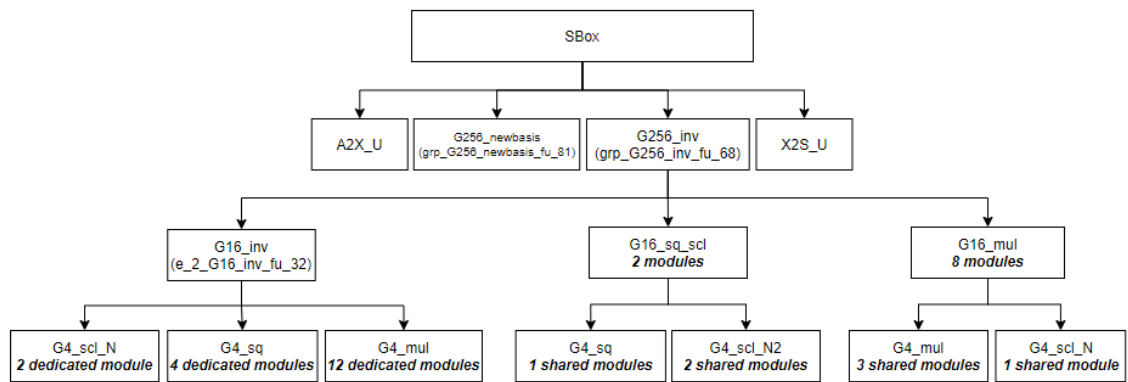 SBox
A2X_U
G256_newbasis
(grp_G256_newbasis_fu_81)
G256_inv
(grp_G256_inv_fu_68)
X2S_U
G16_inv
(e_2_G16_inv_fu_32)
G16_sq_scl
2 modules
G16_mul
8 modules
G4_scl_N
2 dedicated module
G4_sq
4 dedicated modules
G4_mul
12 dedicated modules
G4_sq
1 shared modules
G4_scl_N2
2 shared modules
G4_mul
3 shared modules
G4_scl_N
1 shared module